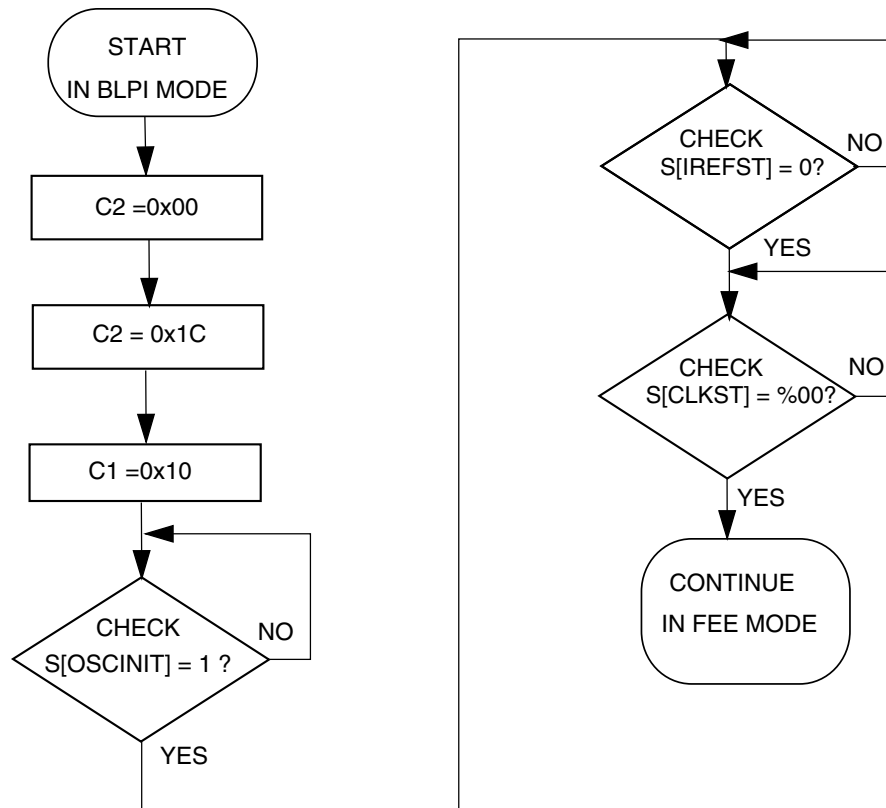 START
IN BLPI MODE
C2 =0x00
C2 = 0x1C
C1 =0x10
CHECK
S[OSCINIT] = 1 ?
NO
YES
CHECK
S[IREFST] = 0?
NO
YES
CHECK
S[CLKST] = %00?
NO
YES
CONTINUE
IN FEE MODE